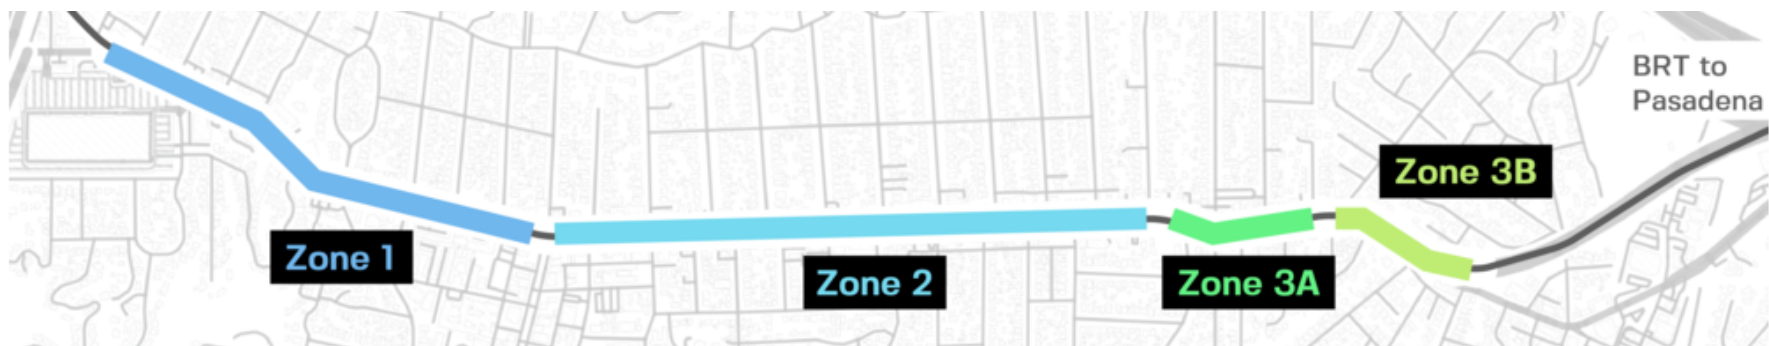 BRT to
Pasadena
Zone 3B
Zone 1
Zone 2
Zone 3A